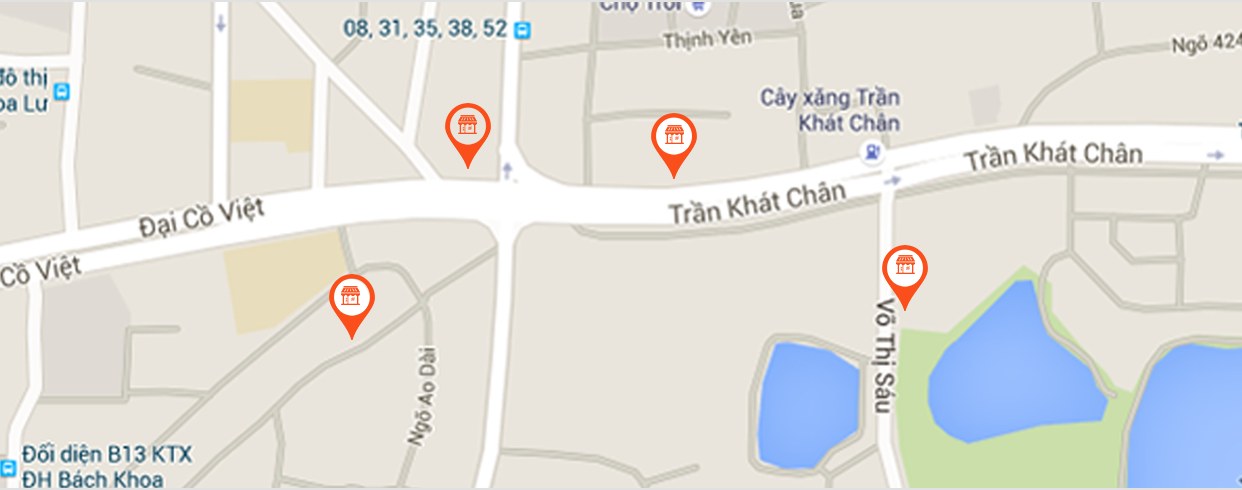 Chợ Trời
08, 31, 35, 38, 52
Thịnh Yên
Ngõ 424
đô thị
oa Lư
Cây xăng Trần
Khát Chân
Trần Khát Chân
Trần Khát Chân
Đại Cồ Việt
Cồ Việt
Võ Thị Sáu
Ngõ Ao Dài
Đối diện B13 KTX
ĐH Bách Khoa